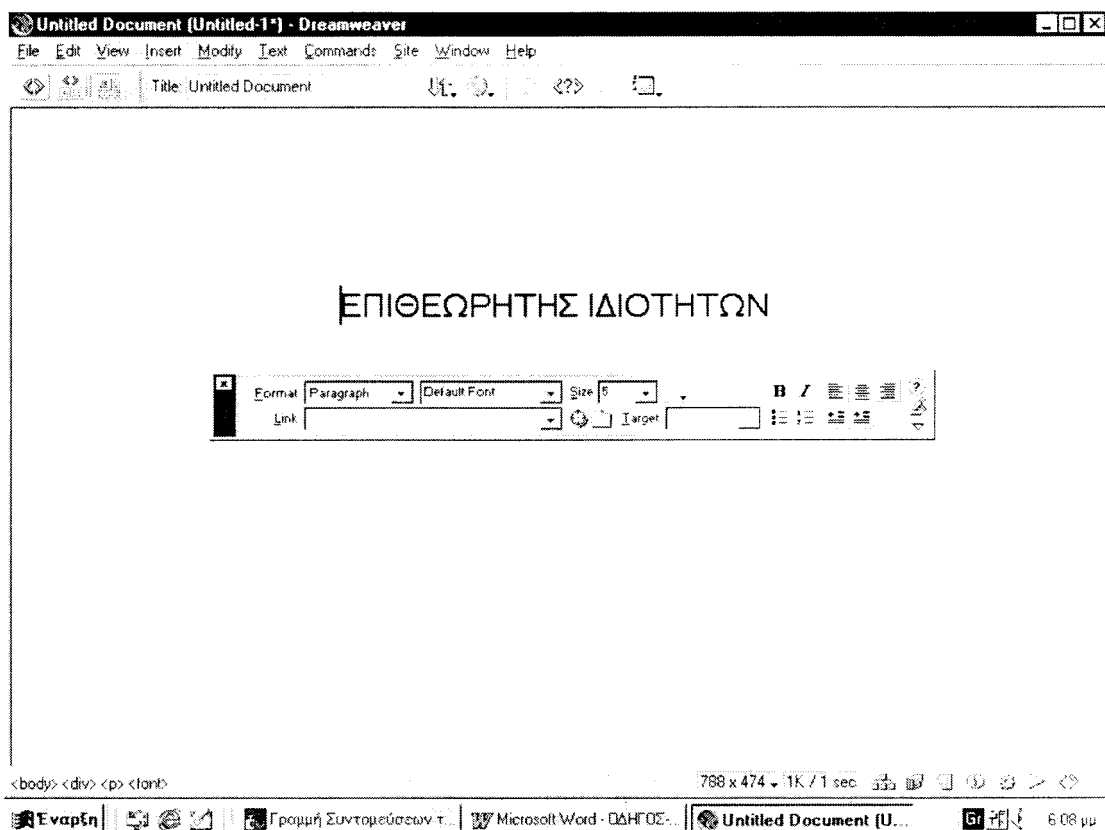 Untitled Document (Untitled-1*) - Dreamweaver
File Edit View Insert Modify Text Commands Site Window Help
Title: Untitled Document
ΕΠΙΘΕΩΡΗΤΗΣ ΙΔΙΟΤΗΤΩΝ
Format Paragraph Default Font Size 5 B I ?
Link Target
<body> <div> <p> <font>
788 x 474 1K / 1 sec
Έναρξη Γραμμή Συντομεύσεων τ... Microsoft Word - ΟΔΗΓΟΣ-... Untitled Document (U... Gr 6:08 μμ